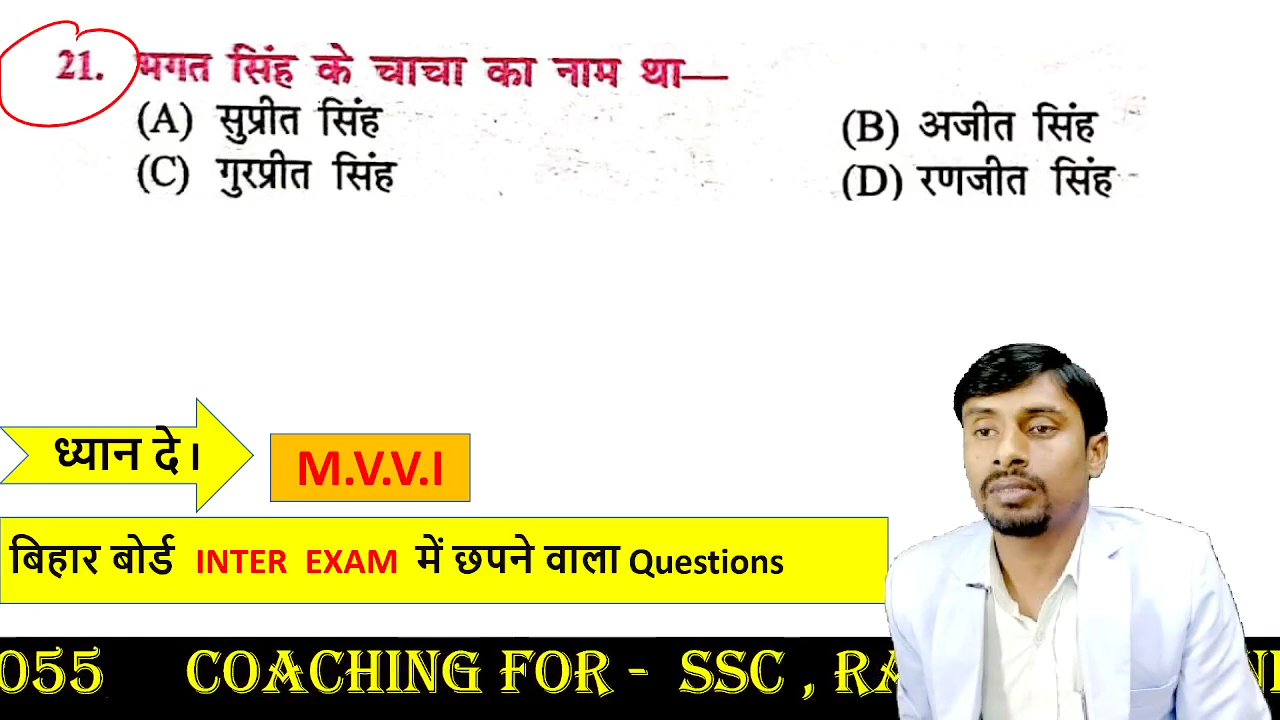 21. भगत सिंह के चाचा का नाम था—
(A) सुप्रीत सिंह (B) अजीत सिंह
(C) गुरप्रीत सिंह (D) रणजीत सिंह
ध्यान दे।
M.V.V.I
बिहार बोर्ड INTER EXAM में छपने वाला Questions
055 COACHING FOR - SSC , RA